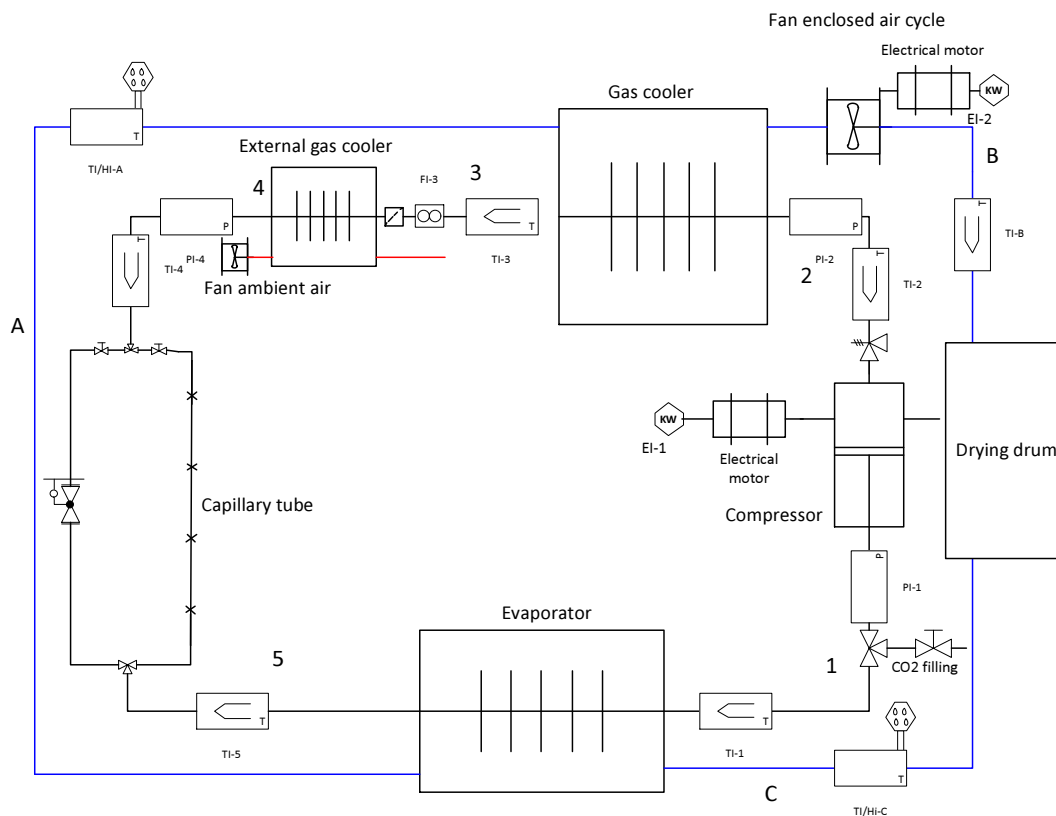 Fan enclosed air cycle
Electrical motor
KW
EI-2
Gas cooler
T
TI/HI-A
External gas cooler
B
4
FI-3
3
P
T
P
T
TI-B
T
TI-4
PI-4
TI-3
PI-2
2
T
TI-2
Fan ambient air
A
KW
EI-1
Electrical
motor
Drying drum
Capillary tube
Compressor
P
PI-1
Evaporator
5
1
CO2 filling
T
T
TI-5
TI-1
T
C
TI/Hi-C